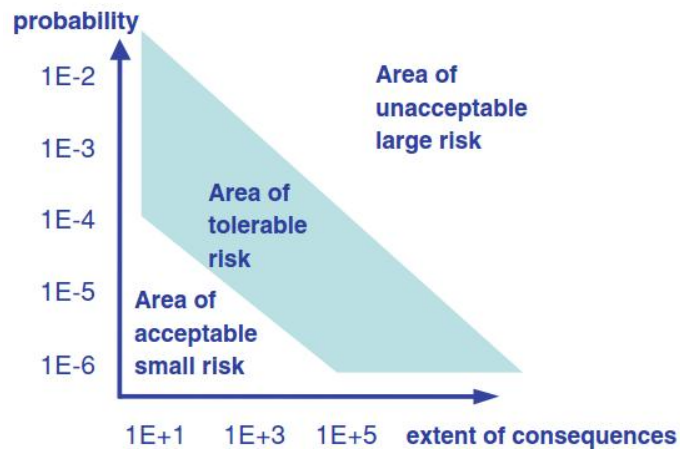 probability
1E-2
1E-3
1E-4
1E-5
1E-6
Area of
unacceptable
large risk
Area of
tolerable
risk
Area of
acceptable
small risk
1E+1 1E+3 1E+5 extent of consequences